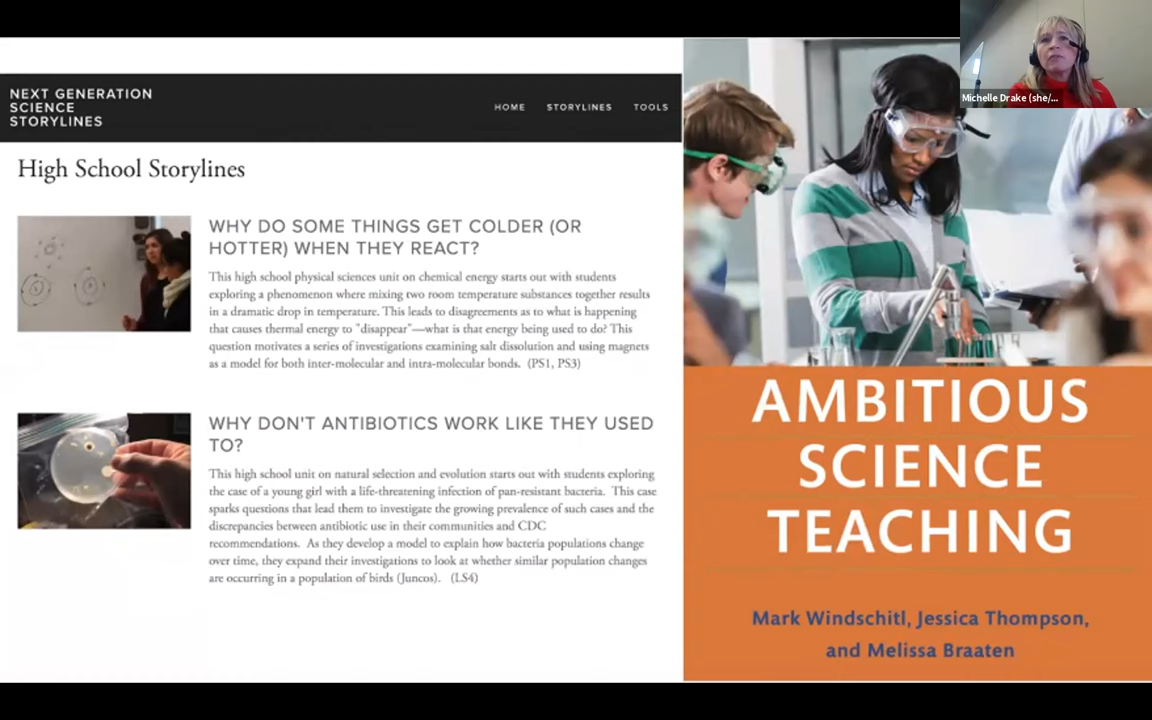 NEXT GENERATION
SCIENCE
STORYLINES
HOME STORYLINES TOOLS
High School Storylines
WHY DO SOME THINGS GET COLDER (OR
HOTTER) WHEN THEY REACT?
This high school physical sciences unit on chemical energy starts out with students
exploring a phenomenon where mixing two room temperature substances together results
in a dramatic drop in temperature. This leads to disagreements as to what is happening
that causes thermal energy to "disappear"—what is that energy being used to do? This
question motivates a series of investigations examining salt dissolution and using magnets
as a model for both inter-molecular and intra-molecular bonds. (PS1, PS3)
WHY DON'T ANTIBIOTICS WORK LIKE THEY USED
TO?
This high school unit on natural selection and evolution starts out with students exploring
the case of a young girl with a life-threatening infection of pan-resistant bacteria. This case
sparks questions that lead them to investigate the growing prevalence of such cases and the
discrepancies between antibiotic use in their communities and CDC
recommendations. As they develop a model to explain how bacteria populations change
over time, they expand their investigations to look at whether similar population changes
are occurring in a population of birds (Juncos). (LS4)
Michelle Drake (she/...
AMBITIOUS
SCIENCE
TEACHING
Mark Windschitl, Jessica Thompson,
and Melissa Braaten